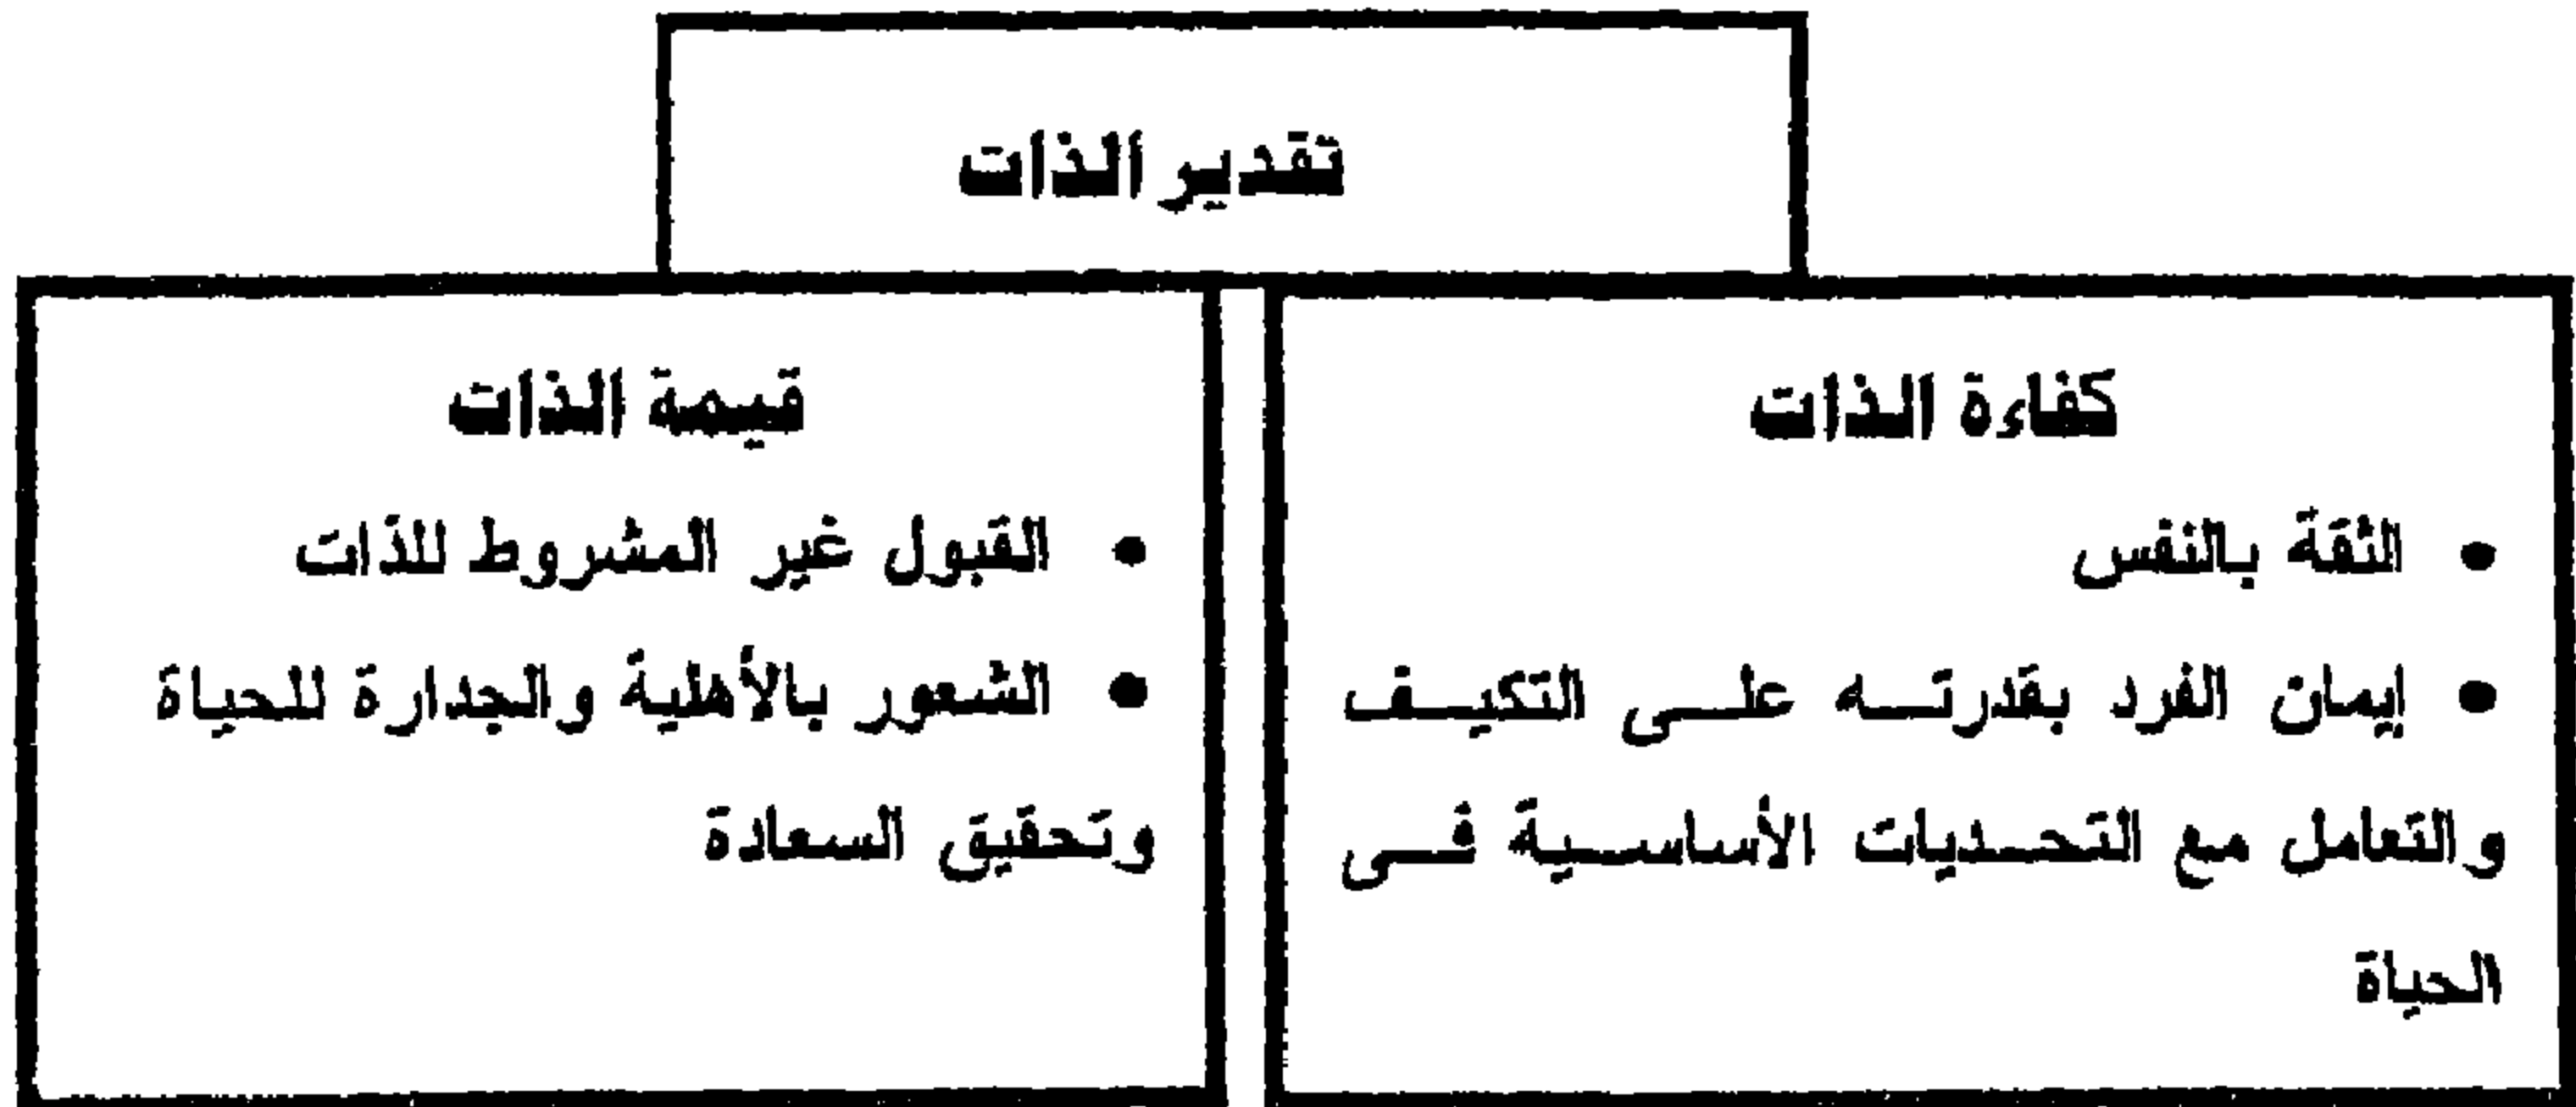 تقدير الذات
كفاءة الذات
• الثقة بالنفس
• إيمان الفرد بقدرته على التكيف
والتعامل مع التحديات الأساسية فى
الحياة
قيمة الذات
• القبول غير المشروط للذات
• الشعور بالأهلية والجدارة للحياة
وتحقيق السعادة